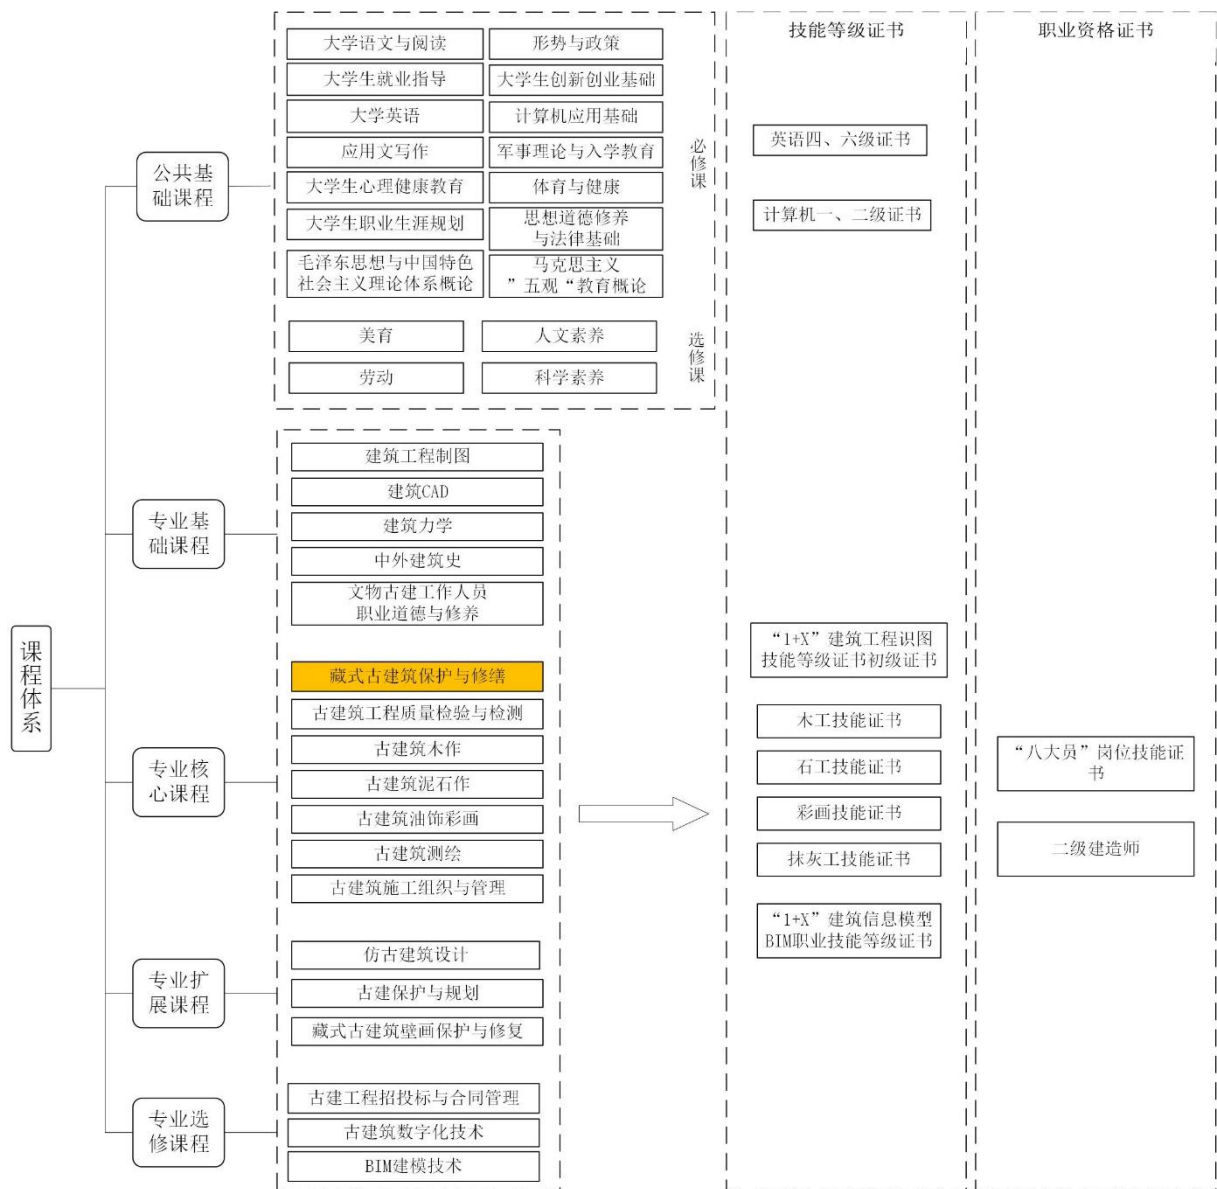 课程体系
公共基
础课程
大学语文与阅读
形势与政策
大学生就业指导
大学生创新创业基础
大学英语
计算机应用基础
应用文写作
军事理论与入学教育
大学生心理健康教育
体育与健康
大学生职业生涯规划
思想道德修养
与法律基础
毛泽东思想与中国特色
社会主义理论体系概论
马克思主义
”五观“教育概论
必修课
美育
人文素养
劳动
科学素养
选修课
专业基
础课程
建筑工程制图
建筑CAD
建筑力学
中外建筑史
文物古建工作人员
职业道德与修养
专业核
心课程
藏式古建筑保护与修缮
古建筑工程质量检验与检测
古建筑木作
古建筑泥石作
古建筑油饰彩画
古建筑测绘
古建筑施工组织与管理
专业扩
展课程
仿古建筑设计
古建保护与规划
藏式古建筑壁画保护与修复
专业选
修课程
古建工程招投标与合同管理
古建筑数字化技术
BIM建模技术
技能等级证书
英语四、六级证书
计算机一、二级证书
“1+X”建筑工程识图
技能等级证书初级证书
木工技能证书
石工技能证书
彩画技能证书
抹灰工技能证书
“1+X”建筑信息模型
BIM职业技能等级证书
职业资格证书
“八大员”岗位技能证
书
二级建造师